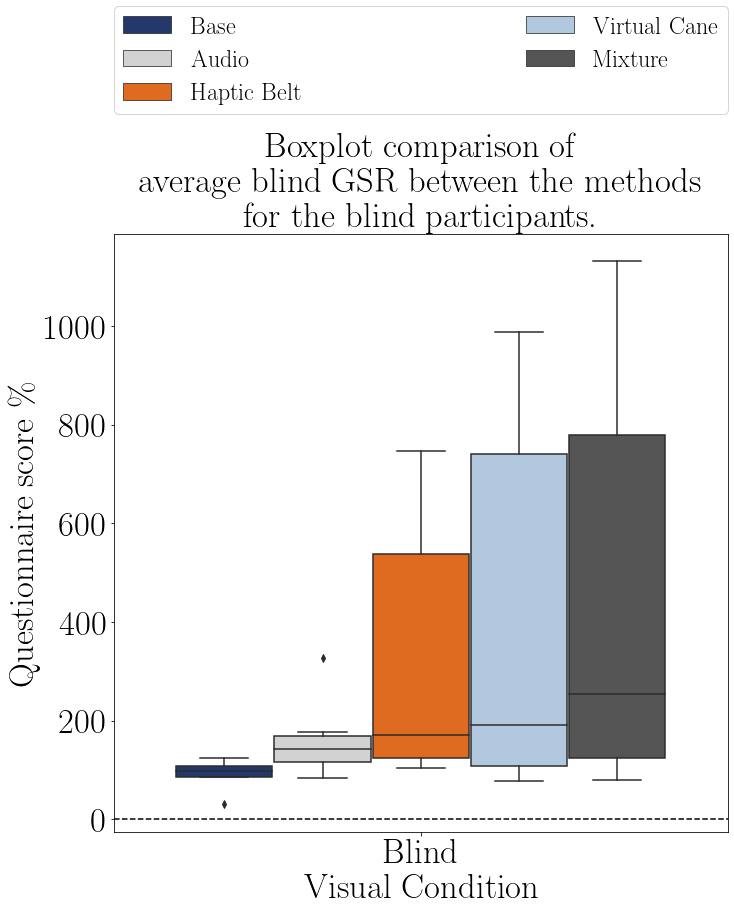 Base
Audio
Haptic Belt
Virtual Cane
Mixture
Boxplot comparison of
average blind GSR between the methods
for the blind participants.
Questionnaire score %
1000
800
600
400
200
0
Blind
Visual Condition